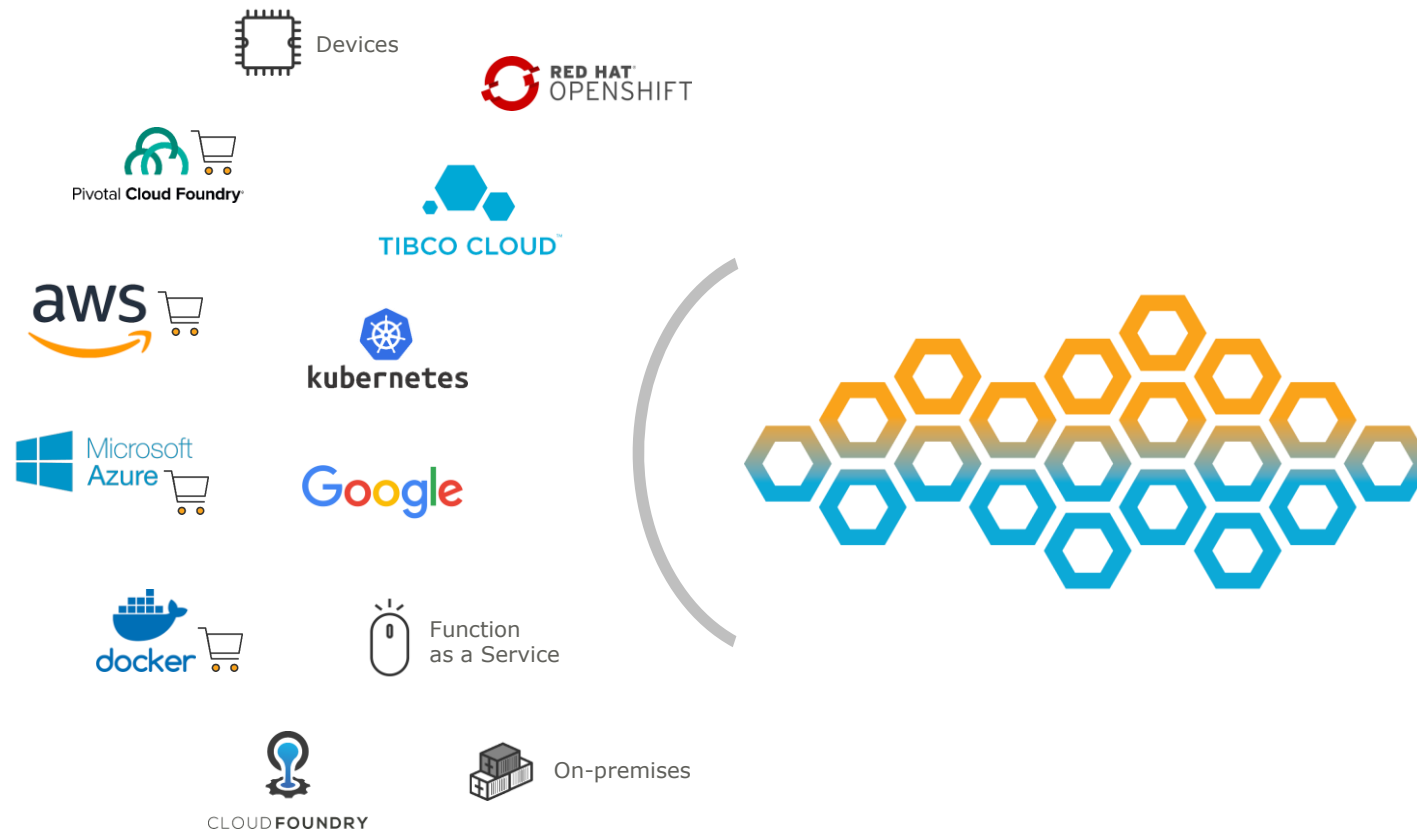 Devices
RED HAT®
OPENSHIFT
Pivotal Cloud Foundry®
TIBCO CLOUD™
aws
kubernetes
Microsoft
Azure
Google
docker
Function
as a Service
On-premises
CLOUDFOUNDRY